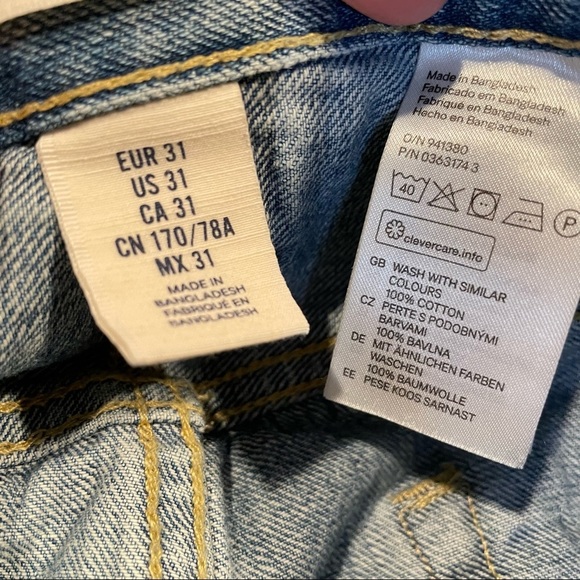 EUR 31
US 31
CA 31
CN 170/78A
MX 31
MADE IN
BANGLADESH
FABRIQUÉ EN
BANGLADESH
Made in Bangladesh
Fabricado em Bangladesh
Fabriqué en Bangladesh
Hecho en Bangladesh
O/N 941380
P/N 0363174 3
40
P
clevercare.info
GB WASH WITH SIMILAR
COLOURS
100% COTTON
CZ PERTE S PODOBNÝMI
BARVAMI
100% BAVLNA
DE MIT ÄHNLICHEN FARBEN
WASCHEN
100% BAUMWOLLE
EE PESE KOOS SARNAST